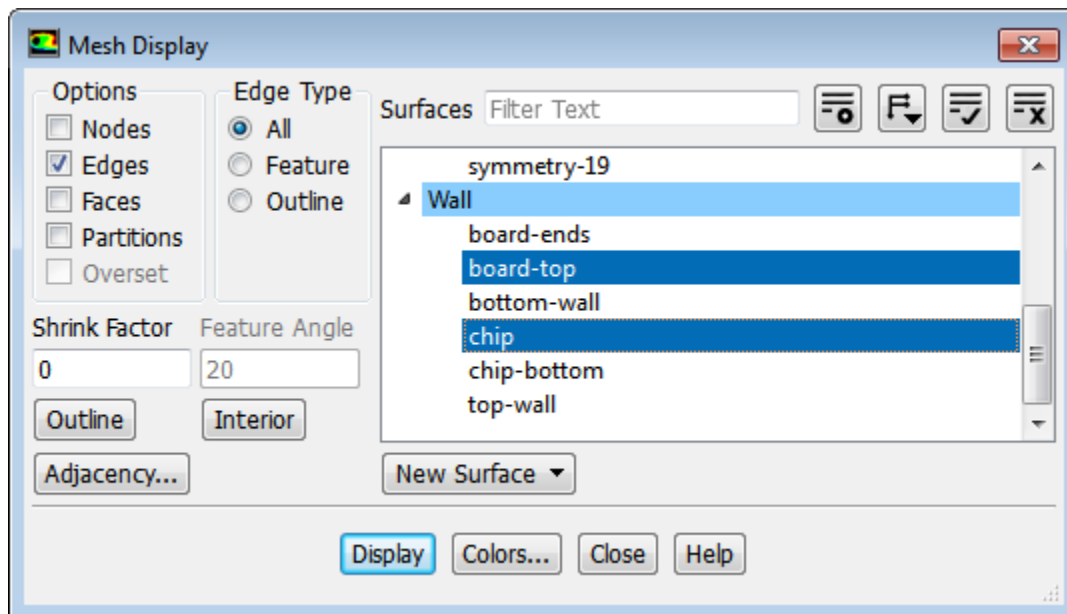 Mesh Display
Options
Nodes
Edges
Faces
Partitions
Overset
Edge Type
All
Feature
Outline
Shrink Factor
0
Feature Angle
20
Outline
Interior
Adjacency...
Surfaces Filter Text
symmetry-19
Wall
board-ends
board-top
bottom-wall
chip
chip-bottom
top-wall
New Surface
Display Colors... Close Help